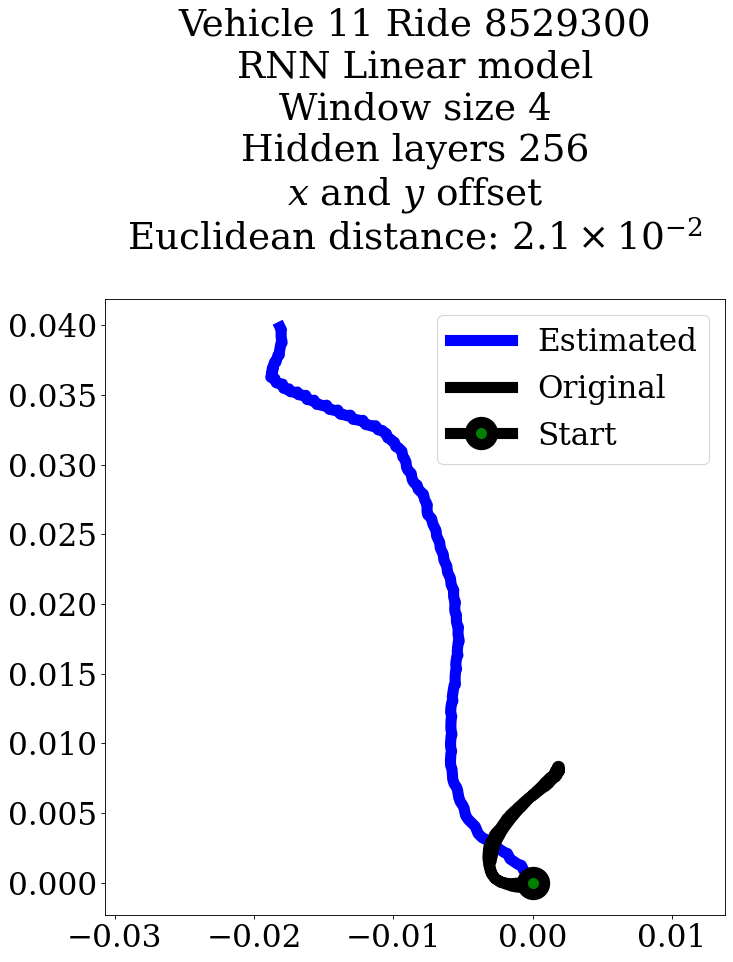 Vehicle 11 Ride 8529300
RNN Linear model
Window size 4
Hidden layers 256
x and y offset
Euclidean distance: 2.1 × 10⁻²
Estimated
Original
Start
0.040
0.035
0.030
0.025
0.020
0.015
0.010
0.005
0.000
−0.03 −0.02 −0.01 0.00 0.01